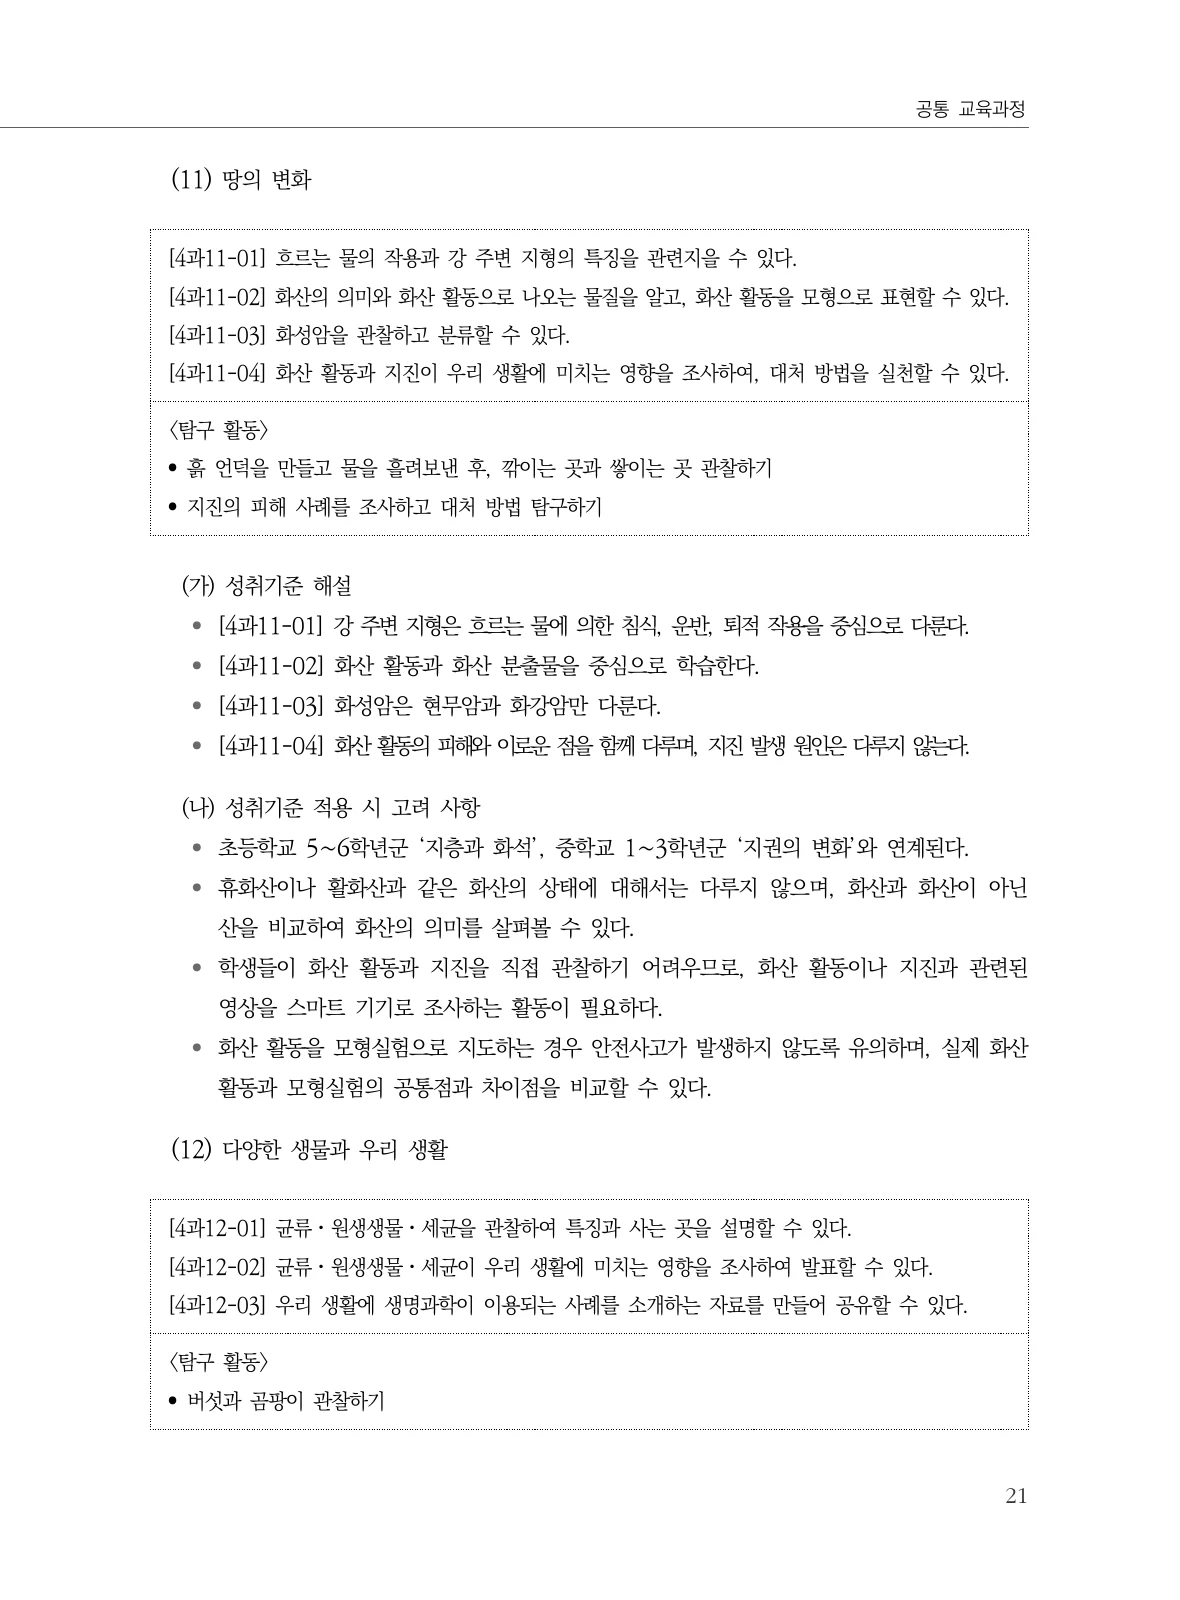 공통 교육과정
(11) 땅의 변화
[4과11-01] 흐르는 물의 작용과 강 주변 지형의 특징을 관련지을 수 있다.
[4과11-02] 화산의 의미와 화산 활동으로 나오는 물질을 알고, 화산 활동을 모형으로 표현할 수 있다.
[4과11-03] 화성암을 관찰하고 분류할 수 있다.
[4과11-04] 화산 활동과 지진이 우리 생활에 미치는 영향을 조사하여, 대처 방법을 실천할 수 있다.
〈탐구 활동〉
• 흙 언덕을 만들고 물을 흘려보낸 후, 깎이는 곳과 쌓이는 곳 관찰하기
• 지진의 피해 사례를 조사하고 대처 방법 탐구하기
(가) 성취기준 해설
• [4과11-01] 강 주변 지형은 흐르는 물에 의한 침식, 운반, 퇴적 작용을 중심으로 다룬다.
• [4과11-02] 화산 활동과 화산 분출물을 중심으로 학습한다.
• [4과11-03] 화성암은 현무암과 화강암만 다룬다.
• [4과11-04] 화산 활동의 피해와 이로운 점을 함께 다루며, 지진 발생 원인은 다루지 않는다.
(나) 성취기준 적용 시 고려 사항
• 초등학교 5~6학년군 ‘지층과 화석’, 중학교 1~3학년군 ‘지권의 변화’와 연계된다.
• 휴화산이나 활화산과 같은 화산의 상태에 대해서는 다루지 않으며, 화산과 화산이 아닌
산을 비교하여 화산의 의미를 살펴볼 수 있다.
• 학생들이 화산 활동과 지진을 직접 관찰하기 어려우므로, 화산 활동이나 지진과 관련된
영상을 스마트 기기로 조사하는 활동이 필요하다.
• 화산 활동을 모형실험으로 지도하는 경우 안전사고가 발생하지 않도록 유의하며, 실제 화산
활동과 모형실험의 공통점과 차이점을 비교할 수 있다.
(12) 다양한 생물과 우리 생활
[4과12-01] 균류・원생생물・세균을 관찰하여 특징과 사는 곳을 설명할 수 있다.
[4과12-02] 균류・원생생물・세균이 우리 생활에 미치는 영향을 조사하여 발표할 수 있다.
[4과12-03] 우리 생활에 생명과학이 이용되는 사례를 소개하는 자료를 만들어 공유할 수 있다.
〈탐구 활동〉
• 버섯과 곰팡이 관찰하기
21